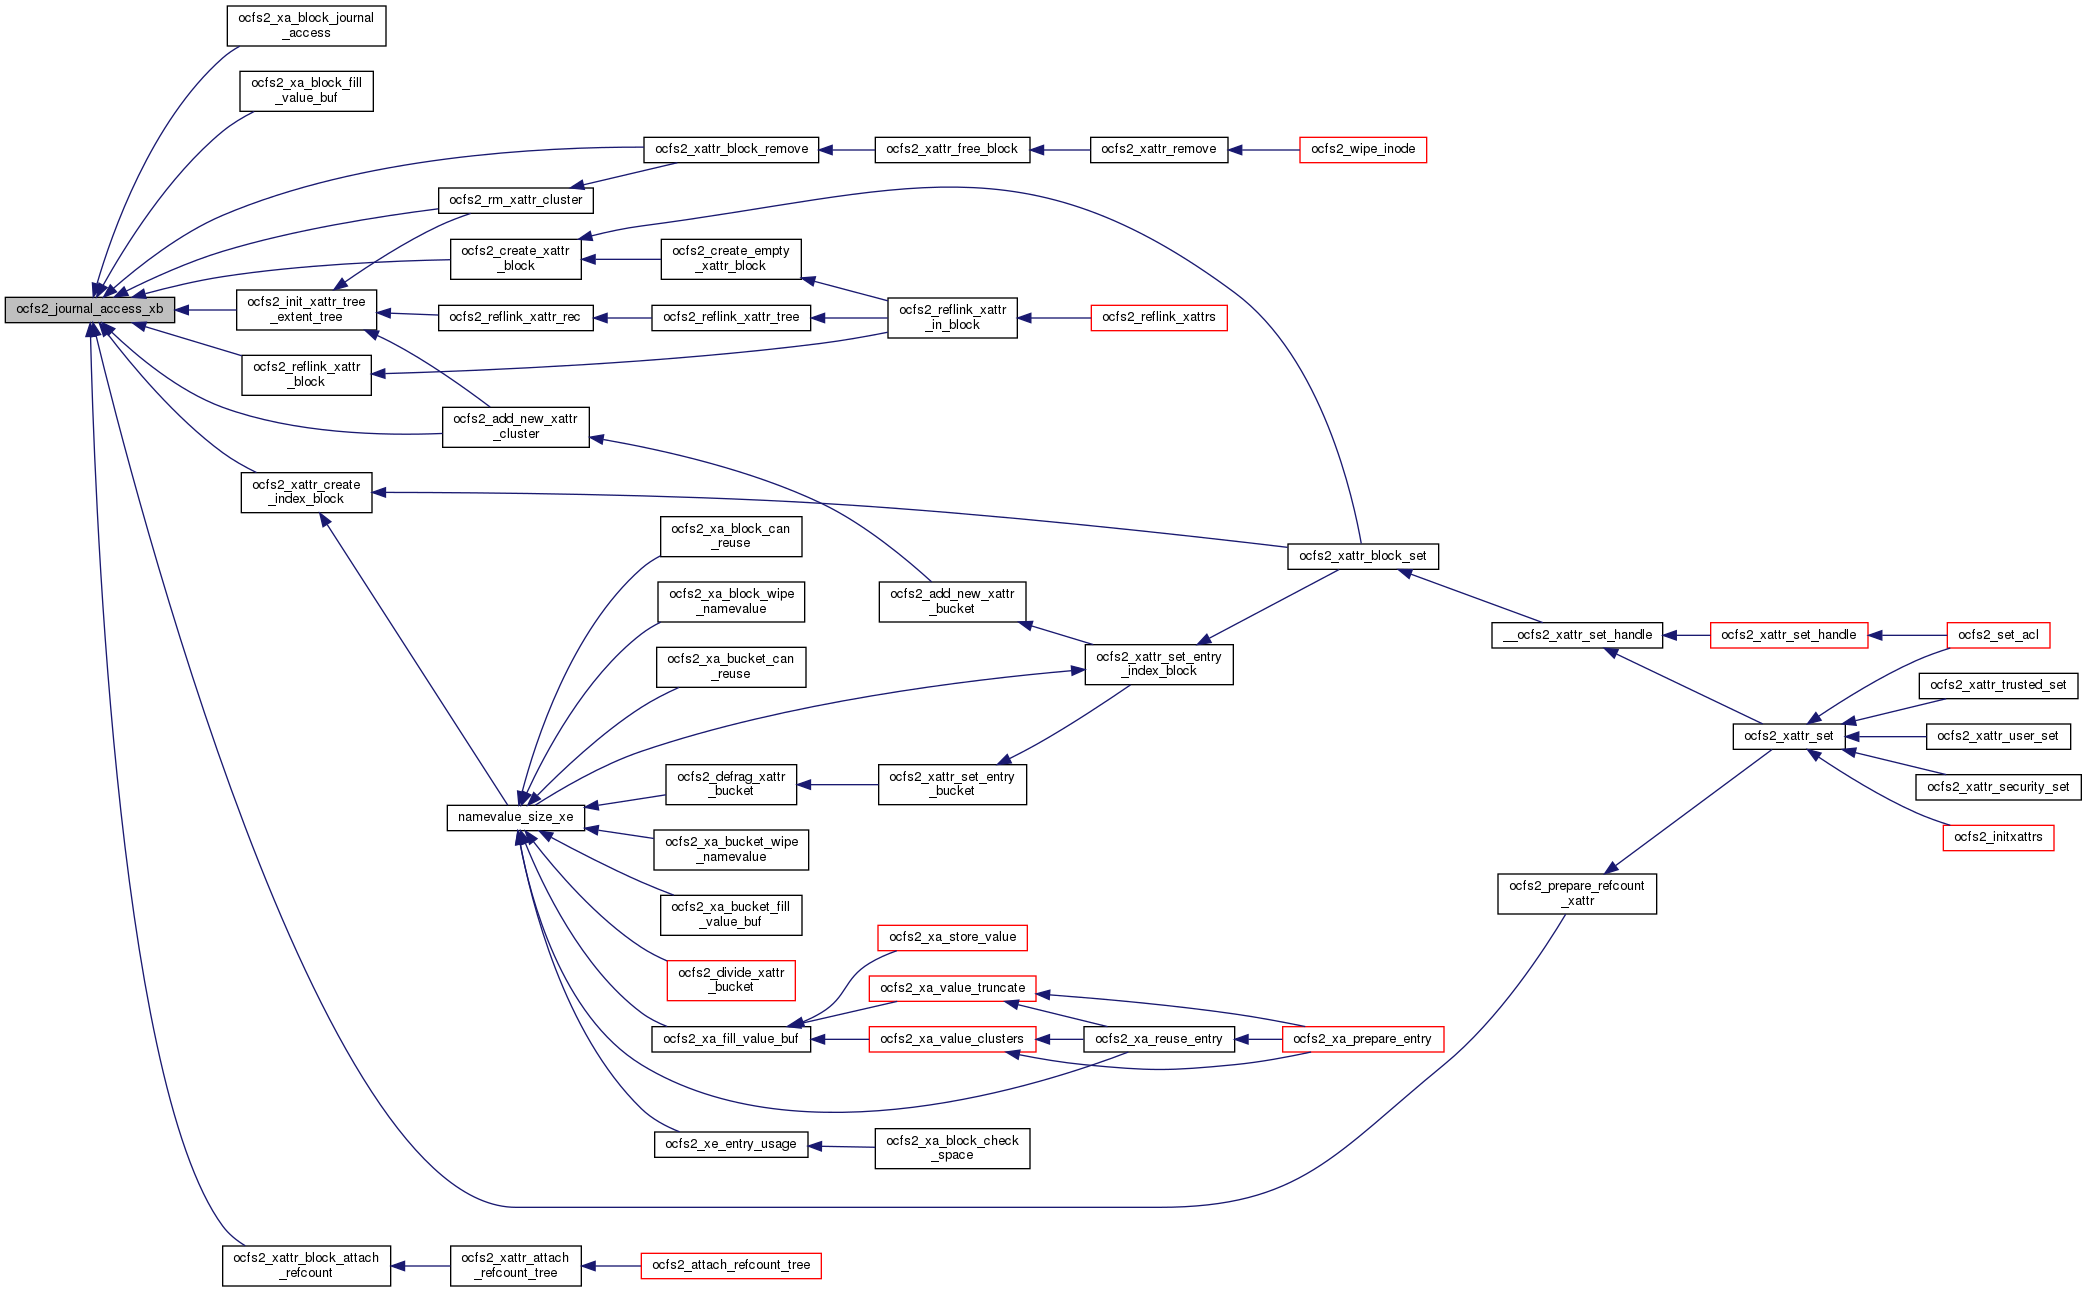 ocfs2_xa_block_journal
_access
ocfs2_xa_block_fill
_value_buf
ocfs2_xattr_block_remove
ocfs2_xattr_free_block
ocfs2_xattr_remove
ocfs2_wipe_inode
ocfs2_rm_xattr_cluster
ocfs2_create_xattr
_block
ocfs2_create_empty
_xattr_block
ocfs2_journal_access_xb
ocfs2_init_xattr_tree
_extent_tree
ocfs2_reflink_xattr_rec
ocfs2_reflink_xattr_tree
ocfs2_reflink_xattr
_in_block
ocfs2_reflink_xattrs
ocfs2_reflink_xattr
_block
ocfs2_add_new_xattr
_cluster
ocfs2_xattr_create
_index_block
ocfs2_xa_block_can
_reuse
ocfs2_xattr_block_set
ocfs2_xa_block_wipe
_namevalue
ocfs2_add_new_xattr
_bucket
__ocfs2_xattr_set_handle
ocfs2_xattr_set_handle
ocfs2_set_acl
ocfs2_xa_bucket_can
_reuse
ocfs2_xattr_set_entry
_index_block
ocfs2_xattr_trusted_set
ocfs2_xattr_set
ocfs2_xattr_user_set
ocfs2_defrag_xattr
_bucket
ocfs2_xattr_set_entry
_bucket
ocfs2_xattr_security_set
namevalue_size_xe
ocfs2_xa_bucket_wipe
_namevalue
ocfs2_initxattrs
ocfs2_prepare_refcount
_xattr
ocfs2_xa_bucket_fill
_value_buf
ocfs2_xa_store_value
ocfs2_divide_xattr
_bucket
ocfs2_xa_value_truncate
ocfs2_xa_fill_value_buf
ocfs2_xa_value_clusters
ocfs2_xa_reuse_entry
ocfs2_xa_prepare_entry
ocfs2_xe_entry_usage
ocfs2_xa_block_check
_space
ocfs2_xattr_block_attach
_refcount
ocfs2_xattr_attach
_refcount_tree
ocfs2_attach_refcount_tree